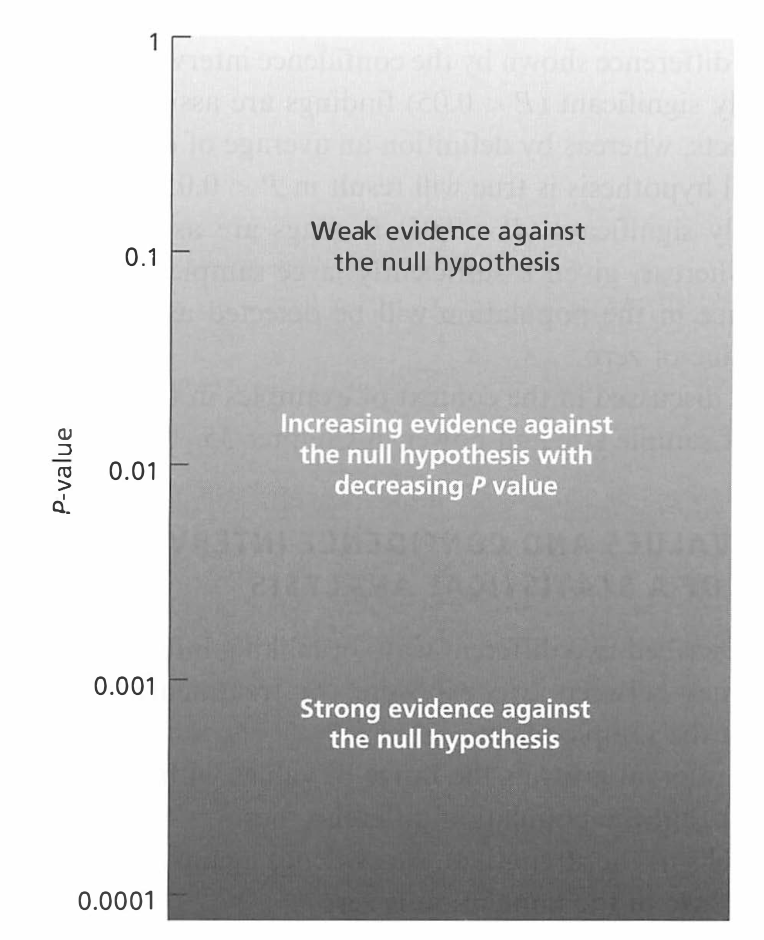 1
Weak evidence against
0.1
the null hypothesis
Increasing evidence against
the null hypothesis with
0.01
decreasing P value
P-value
0.001
Strong evidence against
the null hypothesis
0.0001